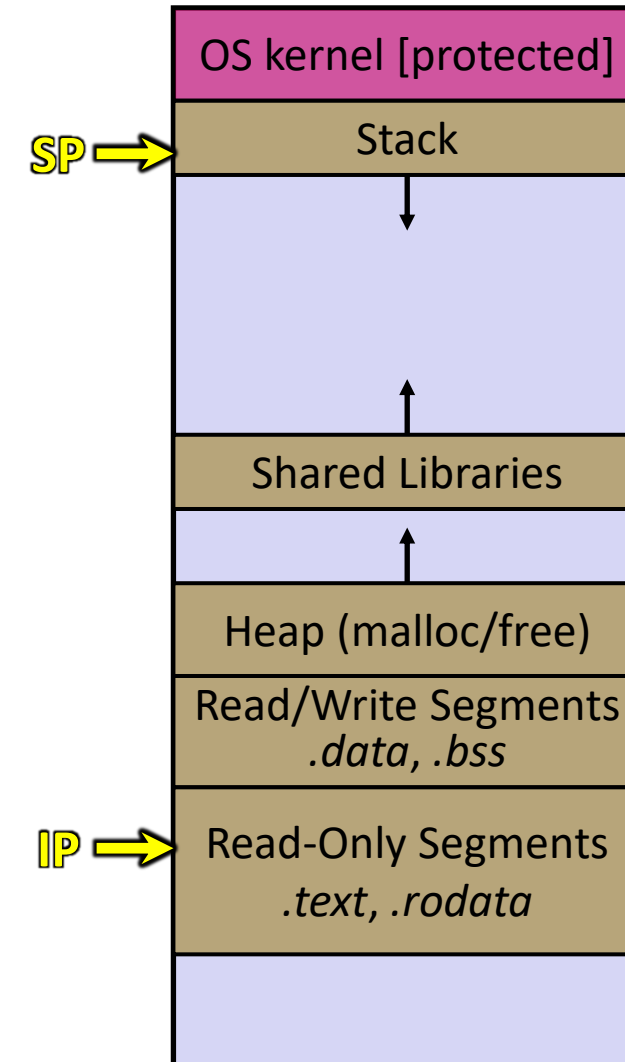 OS kernel [protected]
SP
Stack
Shared Libraries
Heap (malloc/free)
Read/Write Segments
.data, .bss
IP
Read-Only Segments
.text, .rodata